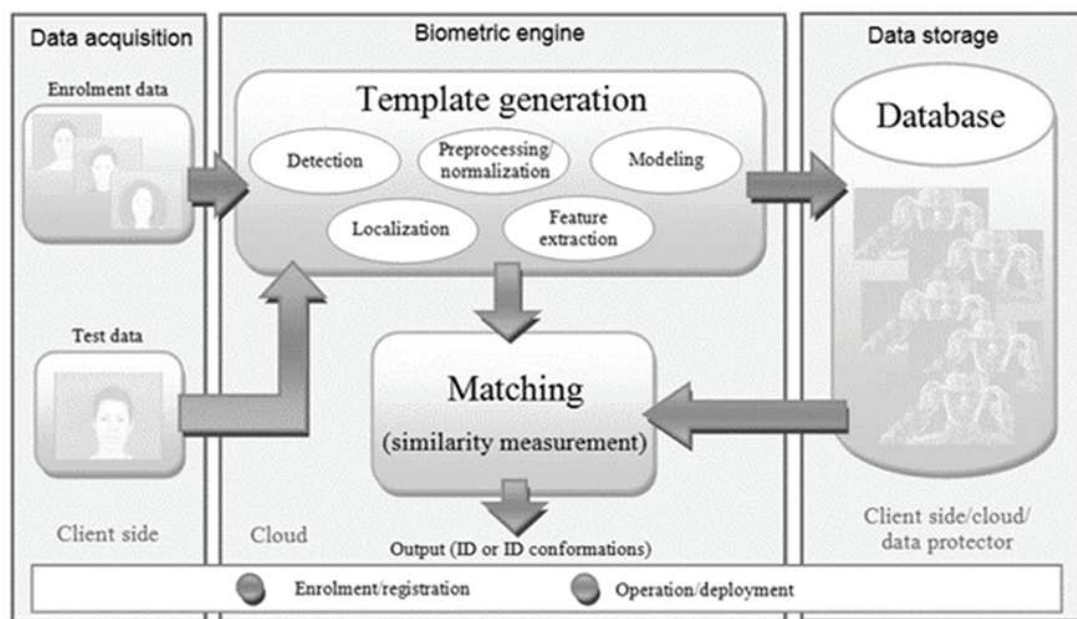 Data acquisition
Biometric engine
Data storage
Enrolment data
Template generation
Detection
Preprocessing/
normalization
Modeling
Localization
Feature
extraction
Database
Test data
Matching
(similarity measurement)
Client side
Cloud
Output (ID or ID conformations)
Client side/cloud/
data protector
Enrolment/registration
Operation/deployment